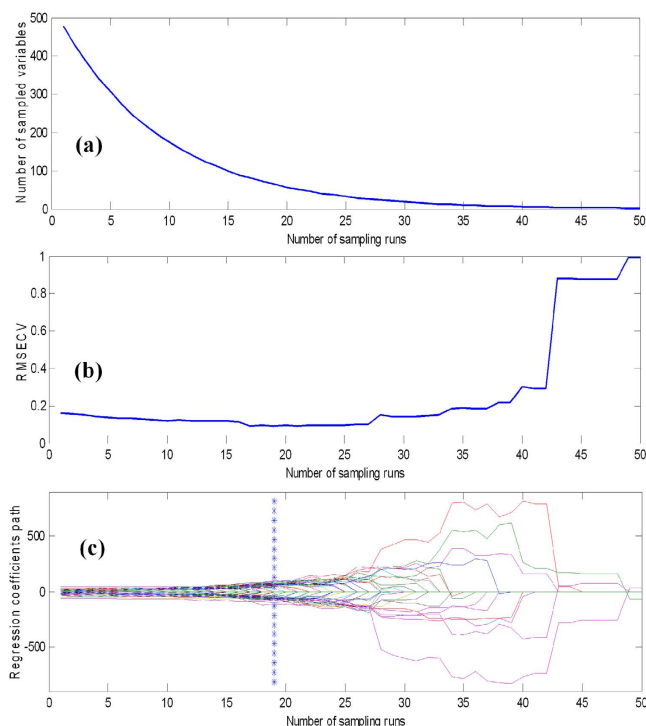 500
400
300
200
100
0
Number of sampled variables
(a)
0 5 10 15 20 25 30 35 40 45 50
Number of sampling runs
1
0.8
0.6
0.4
0.2
0
RMSECV
(b)
0 5 10 15 20 25 30 35 40 45 50
Number of sampling runs
500
0
-500
Regression coefficients path
(c)
0 5 10 15 20 25 30 35 40 45 50
Number of sampling runs